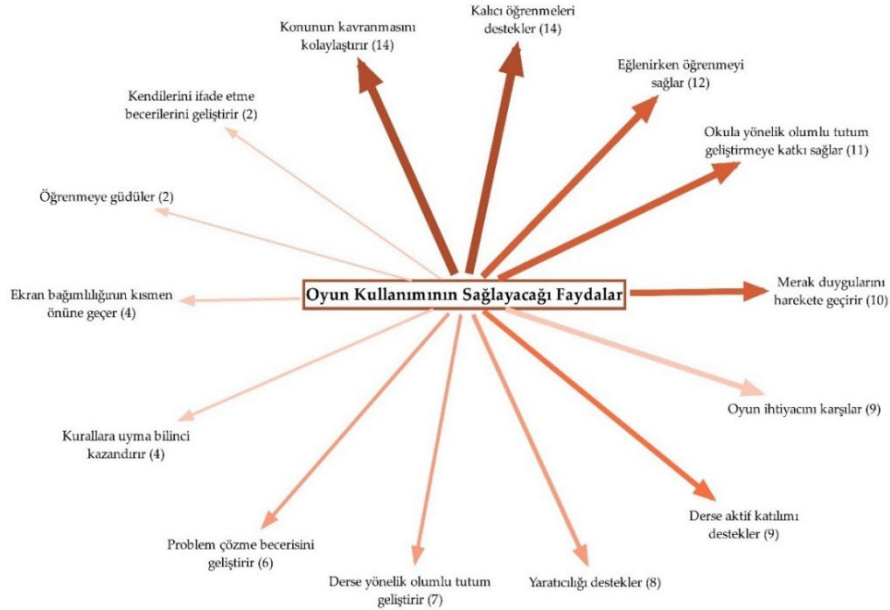 Konunun kavranmasını
kolaylaştırır (14)
Kalıcı öğrenmeleri
destekler (14)
Eğlenirken öğrenmeyi
sağlar (12)
Okula yönelik olumlu tutum
geliştirmeye katkı sağlar (11)
Merak duygularını
harekete geçirir (10)
Oyun ihtiyacını karşılar (9)
Derse aktif katılımı
destekler (9)
Yaratıcılığı destekler (8)
Derse yönelik olumlu tutum
geliştirir (7)
Problem çözme becerisini
geliştirir (6)
Kurallara uyma bilinci
kazandırır (4)
Ekran bağımlılığının kısmen
önüne geçer (4)
Öğrenmeye güdüler (2)
Kendilerini ifade etme
becerilerini geliştirir (2)
Oyun Kullanımının Sağlayacağı Faydalar